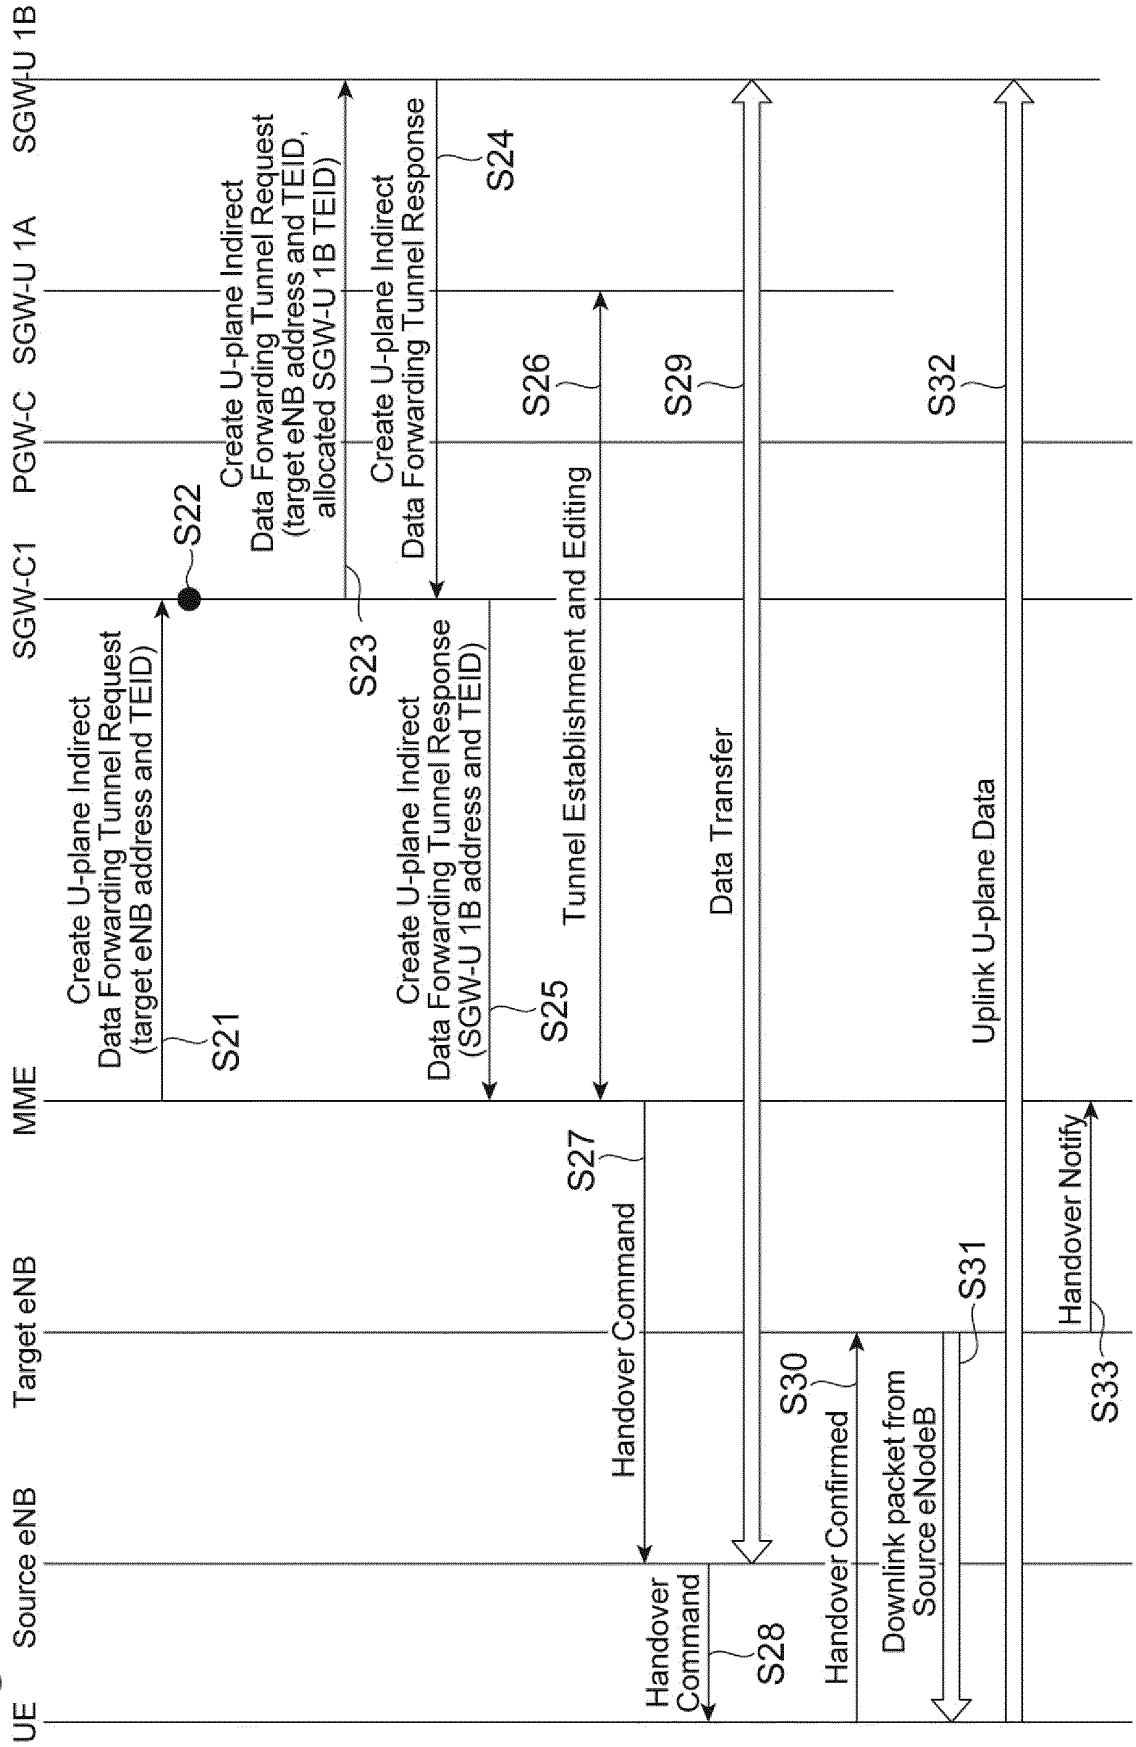 UE
Source eNB
Target eNB
MME
SGW-C1
PGW-C
SGW-U 1A
SGW-U 1B
Create U-plane Indirect
Data Forwarding Tunnel Request
(target eNB address and TEID)
S21
S22
Create U-plane Indirect
Data Forwarding Tunnel Request
(target eNB address and TEID,
allocated SGW-U 1B TEID)
S23
Create U-plane Indirect
Data Forwarding Tunnel Response
S24
Create U-plane Indirect
Data Forwarding Tunnel Response
(SGW-U 1B address and TEID)
S25
Tunnel Establishment and Editing
S26
Handover Command
S27
Handover
Command
S28
Data Transfer
S29
Handover Confirmed
S30
Downlink packet from
Source eNodeB
S31
Uplink U-plane Data
S32
Handover Notify
S33